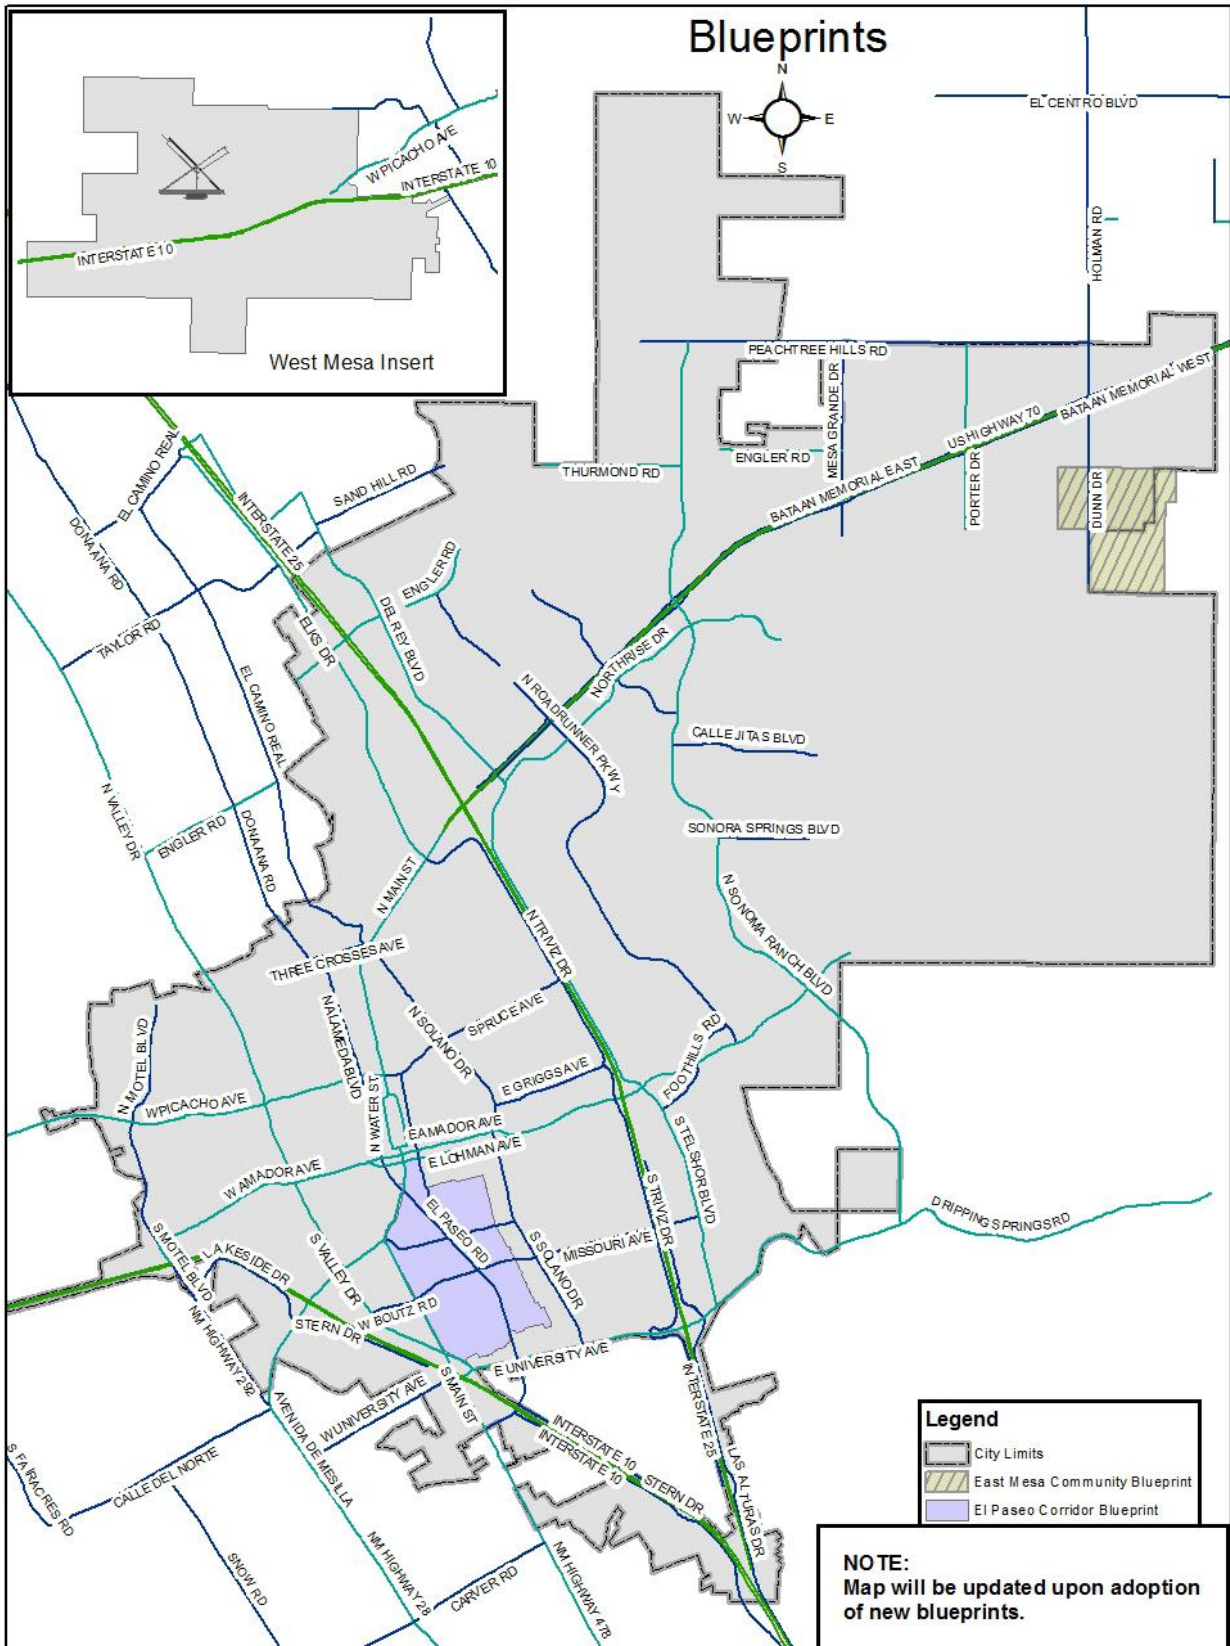 Blueprints
N
W
E
S
W PICACHO AVE
INTERSTATE 10
INTERSTATE 10
West Mesa Insert
EL CENTRO BLVD
HOLMAN RD
PEACHTREE HILLS RD
MESA GRANDE DR
BATAAN MEMORIAL WEST
US HIGHWAY 70
ENGLER RD
BATAAN MEMORIAL EAST
PORTER DR
DUNN DR
THURMOND RD
SAND HILL RD
EL CAMINO REAL
INTERSTATE 25
DONA ANA RD
ENGLER RD
TAYLOR RD
ELKS DR
DEL REY BLVD
NORTHRISE DR
EL CAMINO REAL
N ROADRUNNER PKWY
CALLE JITAS BLVD
N VALLEY DR
ENGLER RD
DONA ANA RD
SONORA SPRINGS BLVD
N MAIN ST
N SONOMA RANCH BLVD
N TRIVIZ DR
THREE CROSSES AVE
N ALAMEDA BLVD
N SOLANO DR
SPRUCE AVE
FOOTHILLS RD
N MOTEL BLVD
W PICACHO AVE
N WATER ST
E GRIGGS AVE
E AMADOR AVE
E LOHMAN AVE
S TELSHOR BLVD
W AMADOR AVE
S TRIVIZ DR
DRIPPING SPRINGS RD
EL PASEO RD
S SOLANO DR
MISSOURI AVE
S MOTEL BLVD
LAKESIDE DR
S VALLEY DR
W BOUTZ RD
STERN DR
NM HIGHWAY 292
E UNIVERSITY AVE
S MAIN ST
W UNIVERSITY AVE
AVENIDA DE MESILLA
INTERSTATE 25
INTERSTATE 10
INTERSTATE 10
STERN DR
LAS ALTURAS DR
S FAIRACRES RD
CALLE DEL NORTE
SNOW RD
NM HIGHWAY 28
CARVER RD
NM HIGHWAY 478
Legend
City Limits
East Mesa Community Blueprint
El Paseo Corridor Blueprint
NOTE:
Map will be updated upon adoption
of new blueprints.